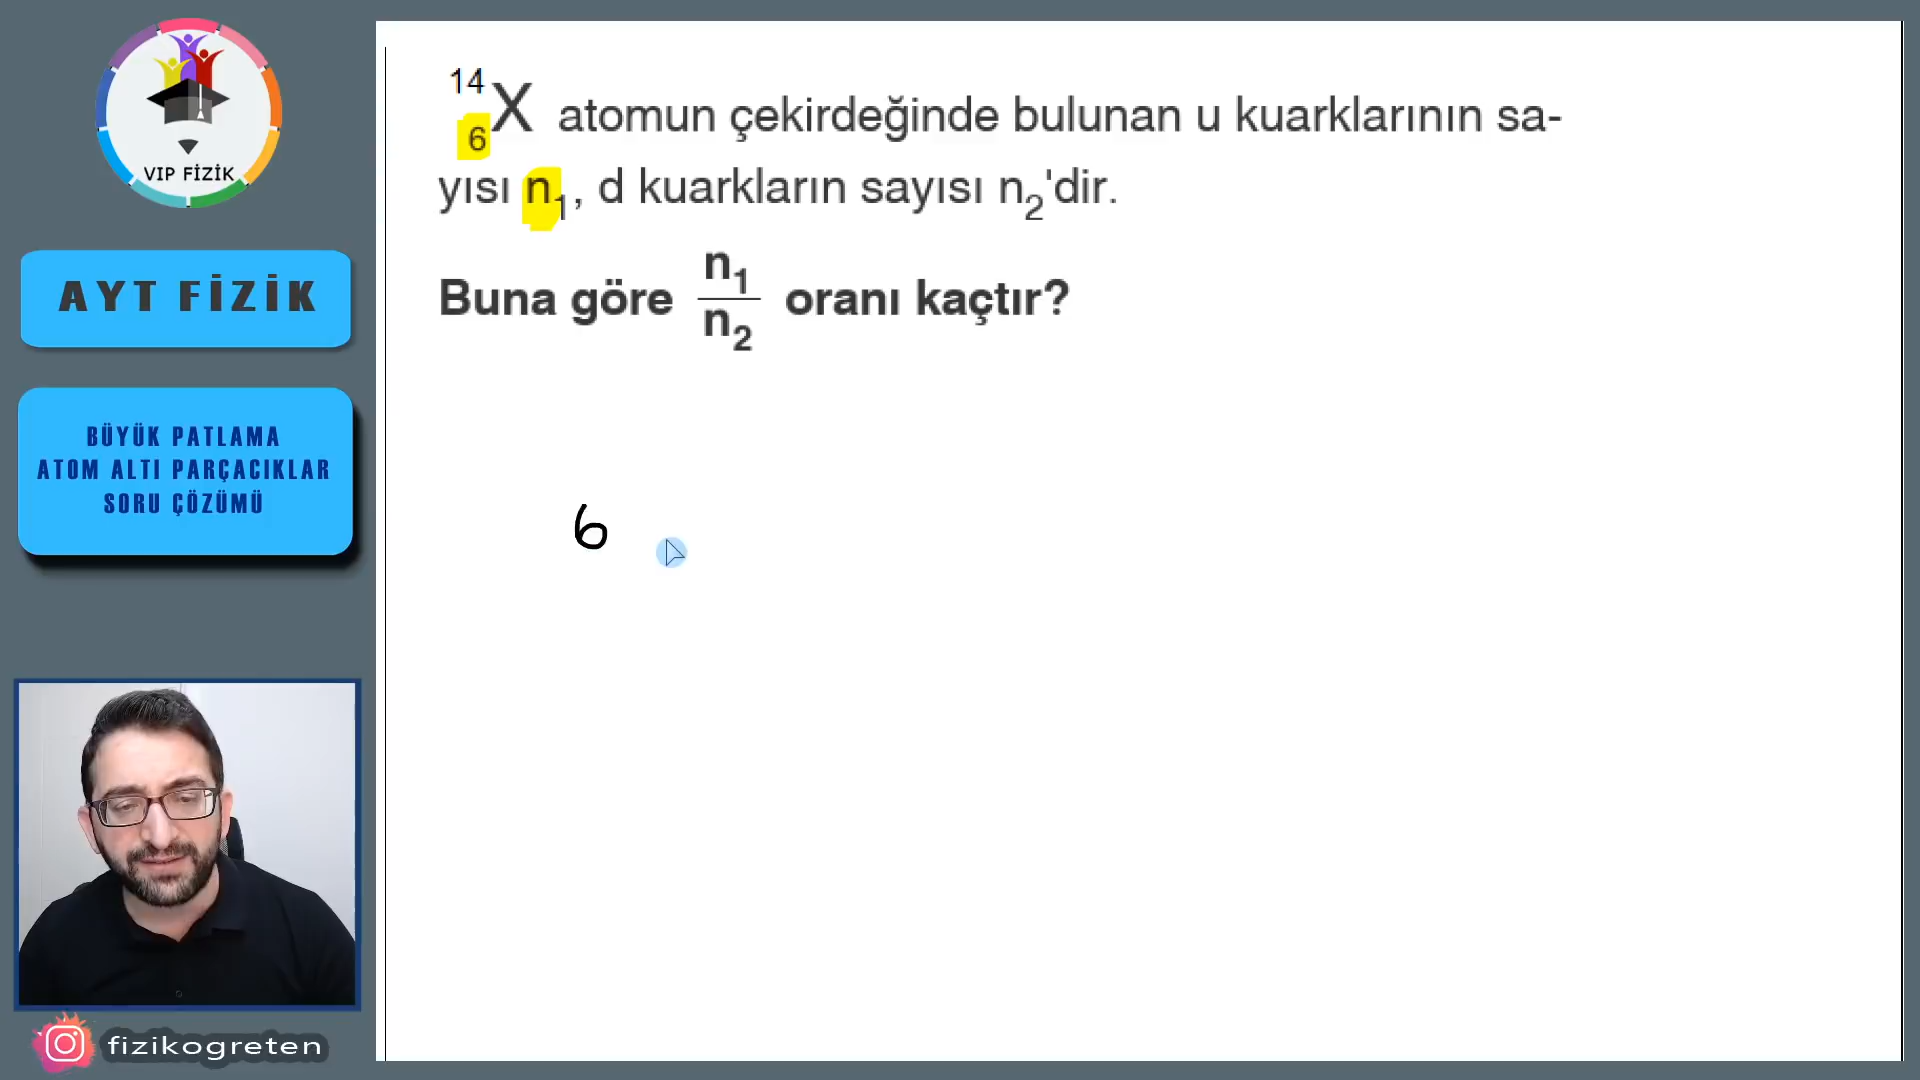 VIP FİZİK
AYT FİZİK
BÜYÜK PATLAMA
ATOM ALTI PARÇACIKLAR
SORU ÇÖZÜMÜ
fizikogreten
14
6
X atomun çekirdeğinde bulunan u kuarklarının sa-
yısı n1, d kuarkların sayısı n2'dir.
Buna göre n1/n2 oranı kaçtır?
6